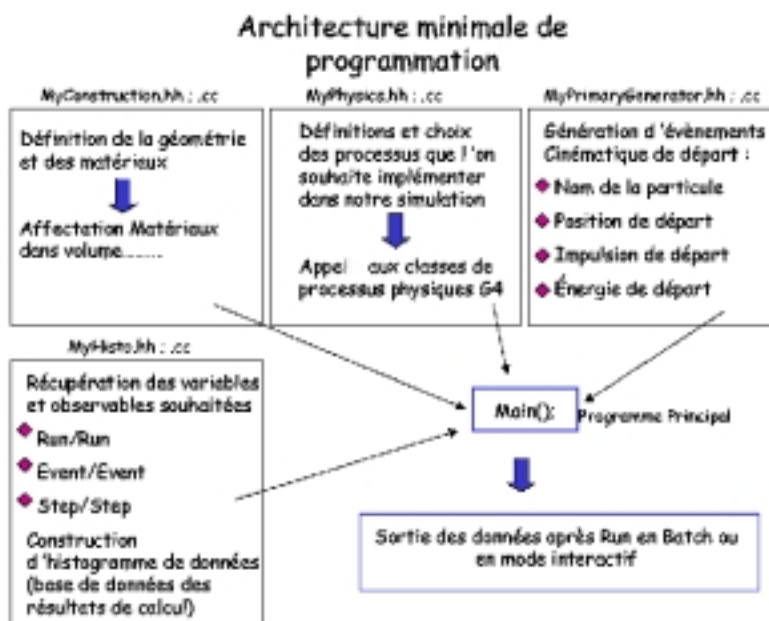 Architecture minimale de
programmation
MyConstruction.hh : .cc
Définition de la géométrie
et des matériaux
Affectation Matériaux
dans volume........
MyPhysics.hh : .cc
Définitions et choix
des processus que l 'on
souhaite implémenter
dans notre simulation
Appel aux classes de
processus physiques G4
MyPrimaryGenerator.hh : .cc
Génération d 'évènements
Cinématique de départ :
Nom de la particule
Position de départ
Impulsion de départ
Énergie de départ
MyHisto.hh : .cc
Récupération des variables
et observables souhaitées
Run/Run
Event/Event
Step/Step
Construction
d 'histogramme de données
(base de données des
résultats de calcul)
Main();
Programme Principal
Sortie des données après Run en Batch ou
en mode interactif